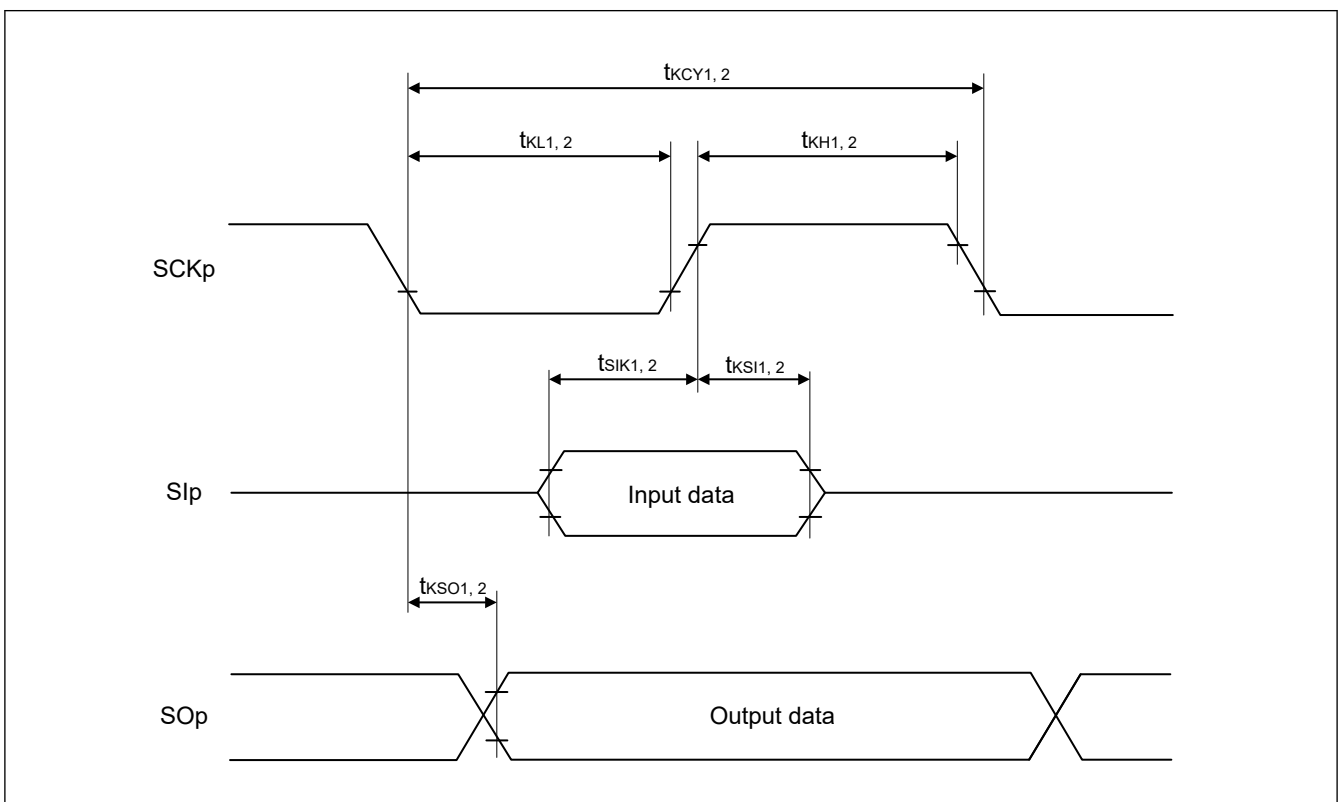 tKCY1, 2
tKL1, 2
tKH1, 2
SCKp
tSIK1, 2
tKSI1, 2
SIp
Input data
tKSO1, 2
SOp
Output data